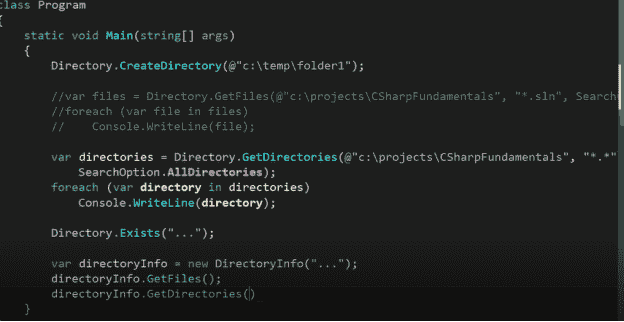 class Program
{
static void Main(string[] args)
{
Directory.CreateDirectory(@"c:\temp\folder1");
//var files = Directory.GetFiles(@"c:\projects\CSharpFundamentals", "*.sln", Search
//foreach (var file in files)
//    Console.WriteLine(file);
var directories = Directory.GetDirectories(@"c:\projects\CSharpFundamentals", "*.*"
SearchOption.AllDirectories);
foreach (var directory in directories)
Console.WriteLine(directory);
Directory.Exists("...");
var directoryInfo = new DirectoryInfo("...");
directoryInfo.GetFiles();
directoryInfo.GetDirectories()
}